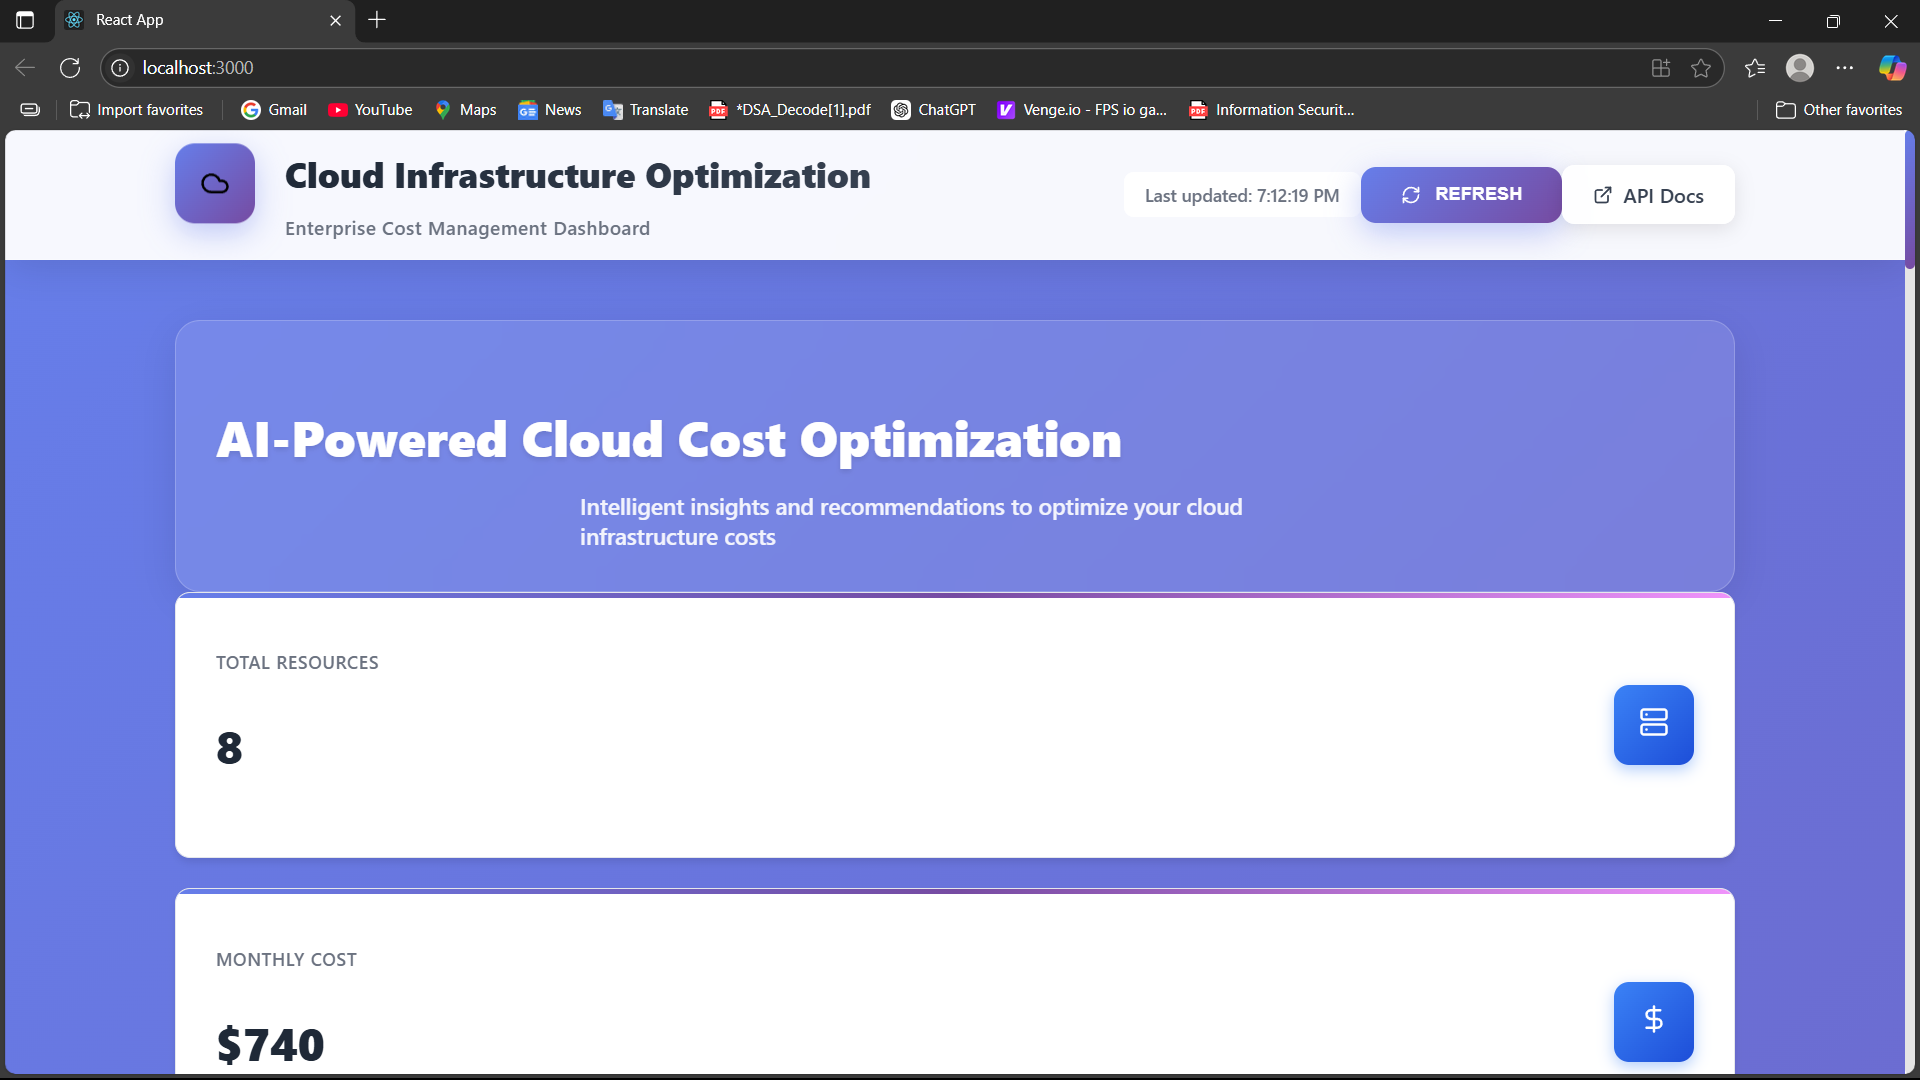 React App
localhost:3000
Import favorites
Gmail
YouTube
Maps
News
Translate
*DSA_Decode[1].pdf
ChatGPT
Venge.io - FPS io ga...
Information Securit...
Other favorites
Cloud Infrastructure Optimization
Enterprise Cost Management Dashboard
Last updated: 7:12:19 PM
REFRESH
API Docs
AI-Powered Cloud Cost Optimization
Intelligent insights and recommendations to optimize your cloud
infrastructure costs
TOTAL RESOURCES
8
MONTHLY COST
$740